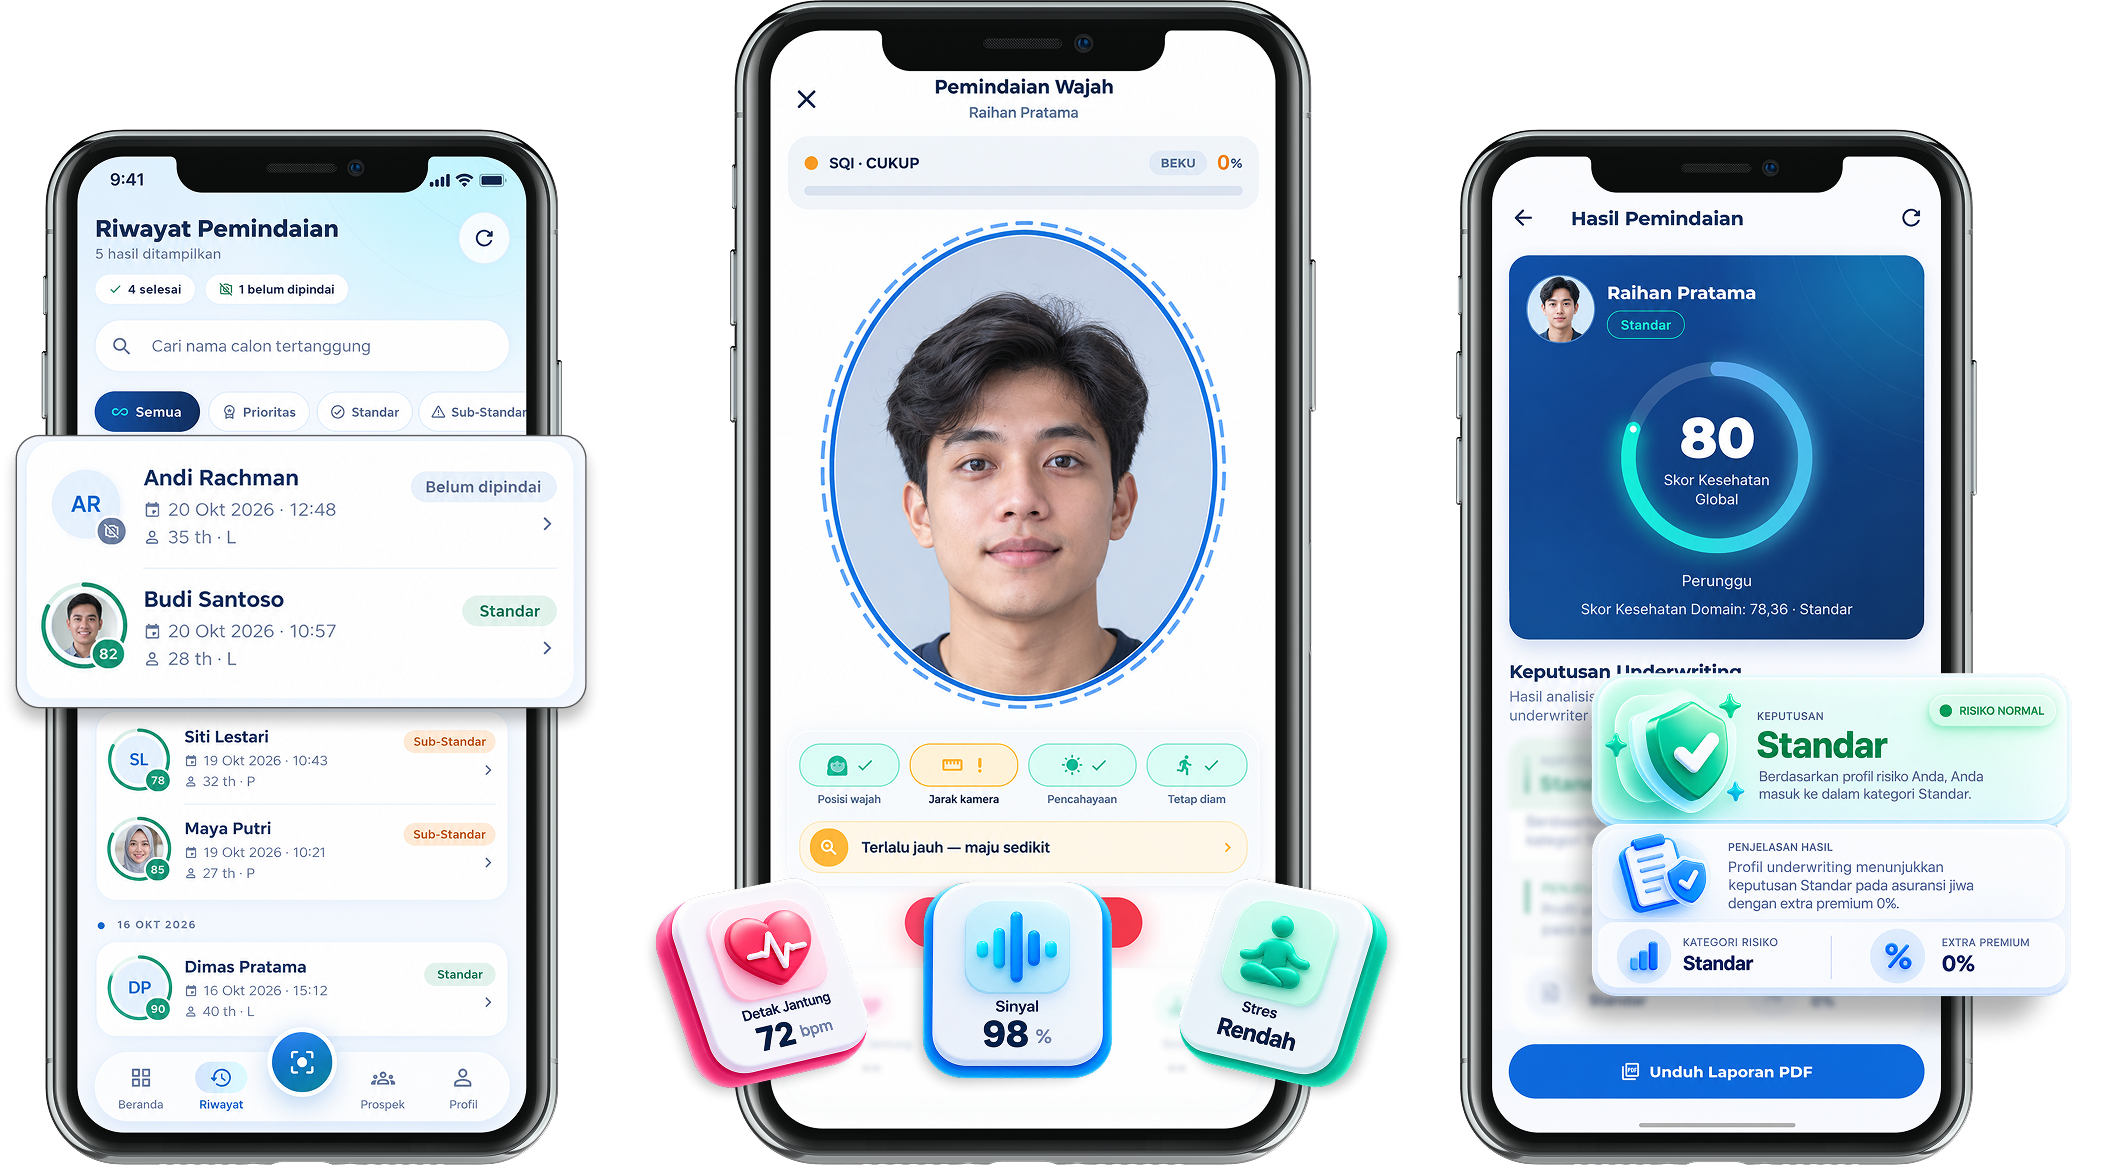 9:41
Riwayat Pemindaian
5 hasil ditampilkan
4 selesai
1 belum dipindai
Cari nama calon tertanggung
Semua
Prioritas
Standar
Sub-Standar
AR
Andi Rachman
Belum dipindai
20 Okt 2026 · 12:48
35 th · L
Budi Santoso
Standar
20 Okt 2026 · 10:57
28 th · L
82
Siti Lestari
Sub-Standar
SL
19 Okt 2026 · 10:43
78
32 th · P
Maya Putri
Sub-Standar
19 Okt 2026 · 10:21
85
27 th · P
16 OKT 2026
Dimas Pratama
Standar
DP
16 Okt 2026 · 15:12
90
40 th · L
Beranda
Riwayat
Prospek
Profil
Pemindaian Wajah
Raihan Pratama
SQI · CUKUP
BEKU
0%
Posisi wajah
Jarak kamera
Pencahayaan
Tetap diam
Terlalu jauh — maju sedikit
Detak Jantung
72 bpm
Sinyal
98 %
Stres
Rendah
Hasil Pemindaian
Raihan Pratama
Standar
80
Skor Kesehatan
Global
Perunggu
Skor Kesehatan Domain: 78,36 · Standar
Keputusan Underwriting
Hasil analisis
underwriter
KEPUTUSAN
RISIKO NORMAL
Standar
Berdasarkan profil risiko Anda, Anda
masuk ke dalam kategori Standar.
PENJELASAN HASIL
Profil underwriting menunjukkan
keputusan Standar pada asuransi jiwa
dengan extra premium 0%.
KATEGORI RISIKO
Standar
EXTRA PREMIUM
0%
PDF
Unduh Laporan PDF